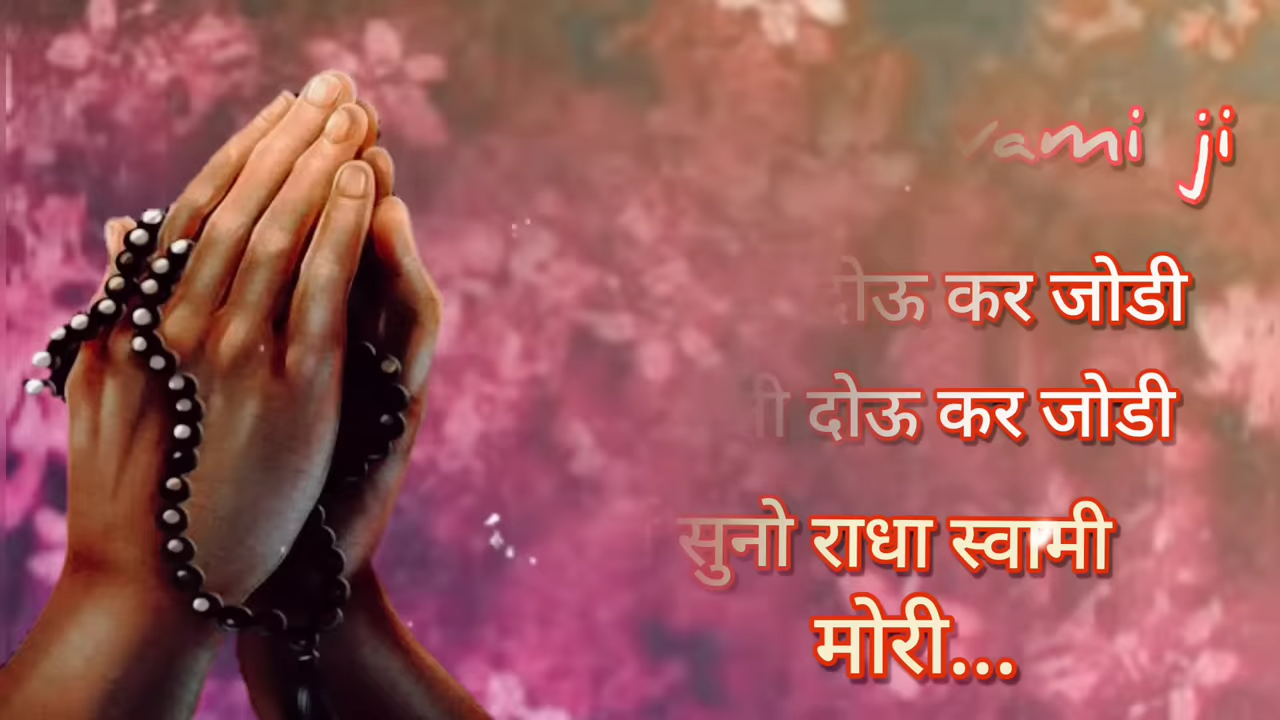 ji
दोऊ कर जोडी
दोऊ कर जोडी
सुनो राधा स्वामी
मोरी...